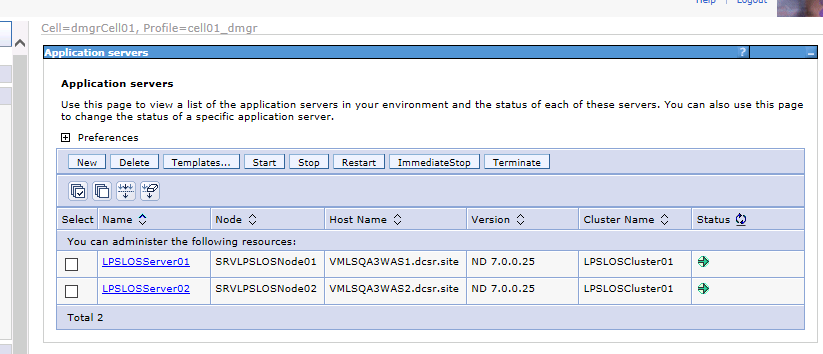 Help | Logout
Cell=dmgrCell01, Profile=cell01_dmgr
Application servers ? _
Application servers
Use this page to view a list of the application servers in your environment and the status of each of these servers. You can also use this page
to change the status of a specific application server.
Preferences
New Delete Templates... Start Stop Restart ImmediateStop Terminate
Select Name Node Host Name Version Cluster Name Status
You can administer the following resources:
LPSLOSServer01 SRVLPSLOSNode01 VMLSQA3WAS1.dcsr.site ND 7.0.0.25 LPSLOSCluster01
LPSLOSServer02 SRVLPSLOSNode02 VMLSQA3WAS2.dcsr.site ND 7.0.0.25 LPSLOSCluster01
Total 2